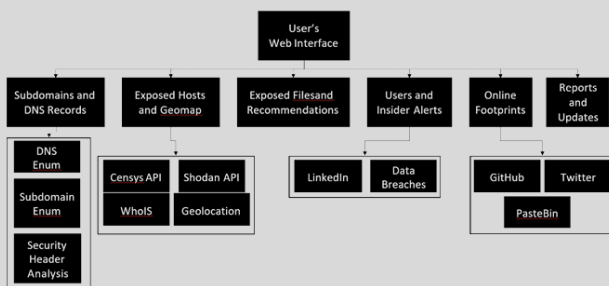 User's
Web Interface
Subdomains and
DNS Records
Exposed Hosts
and Geomap
Exposed Filesand
Recommendations
Users and
Insider Alerts
Online
Footprints
Reports
and
Updates
DNS
Enum
Subdomain
Enum
Security
Header
Analysis
Censys API
Shodan API
WhoIS
Geolocation
LinkedIn
Data
Breaches
GitHub
Twitter
PasteBin